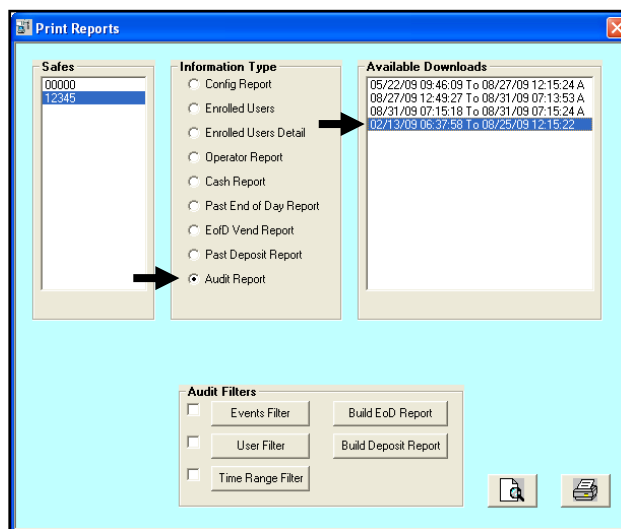 Print Reports
Safes
00000
12345
Information Type
Config Report
Enrolled Users
Enrolled Users Detail
Operator Report
Cash Report
Past End of Day Report
EofD Vend Report
Past Deposit Report
Audit Report
Available Downloads
05/22/09 09:46:09 To 08/27/09 12:15:24 A
08/27/09 12:49:27 To 08/31/09 07:13:53 A
08/31/09 07:15:18 To 08/31/09 07:15:24 A
02/13/09 06:37:58 To 08/25/09 12:15:22
Audit Filters
Events Filter
Build EoD Report
User Filter
Build Deposit Report
Time Range Filter